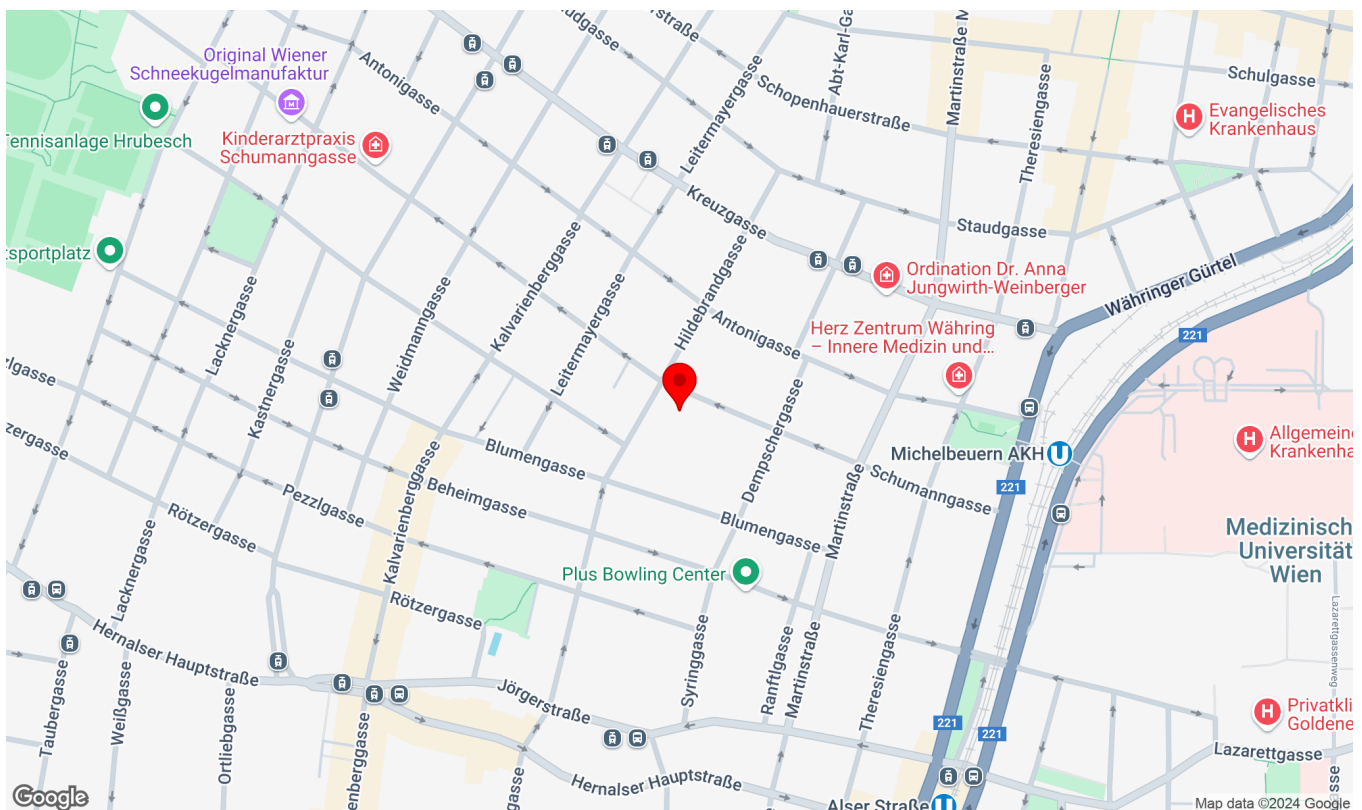 Original Wiener
Schneekugelmanufaktur
Tennisanlage Hrubesch
Kinderarztpraxis
Schumanngasse
Antonigasse
Leitermayergasse
Schopenhauerstraße
Martinstraße
Theresiengasse
Schulgasse
Evangelisches
Krankenhaus
Kreuzgasse
Staudgasse
Währinger Gürtel
221
Ordination Dr. Anna
Jungwirth-Weinberger
Herz Zentrum Währing
– Innere Medizin und...
Lacknergasse
Kastnergasse
Weidmanngasse
Kalvarienberggasse
Leitermayergasse
Hildebrandgasse
Antonigasse
Dempschergasse
Michelbeuern AKH
U
221
Schumanngasse
Martinstraße
Blumengasse
Beheimgasse
Pezzlgasse
Rötzergasse
Kalvarienberggasse
Blumengasse
Plus Bowling Center
Rötzergasse
Lacknergasse
Hernalser Hauptstraße
Taubergasse
Weißgasse
Ortliebgasse
Jörgerstraße
Syringgasse
Ranftlgasse
Martinstraße
Theresiengasse
Hernalser Hauptstraße
221
221
Alser Straße
U
H
H
H
Medizinisch
Universität
Wien
Lazarettgassenweg
Lazarettgasse
Google
Map data ©2024 Google